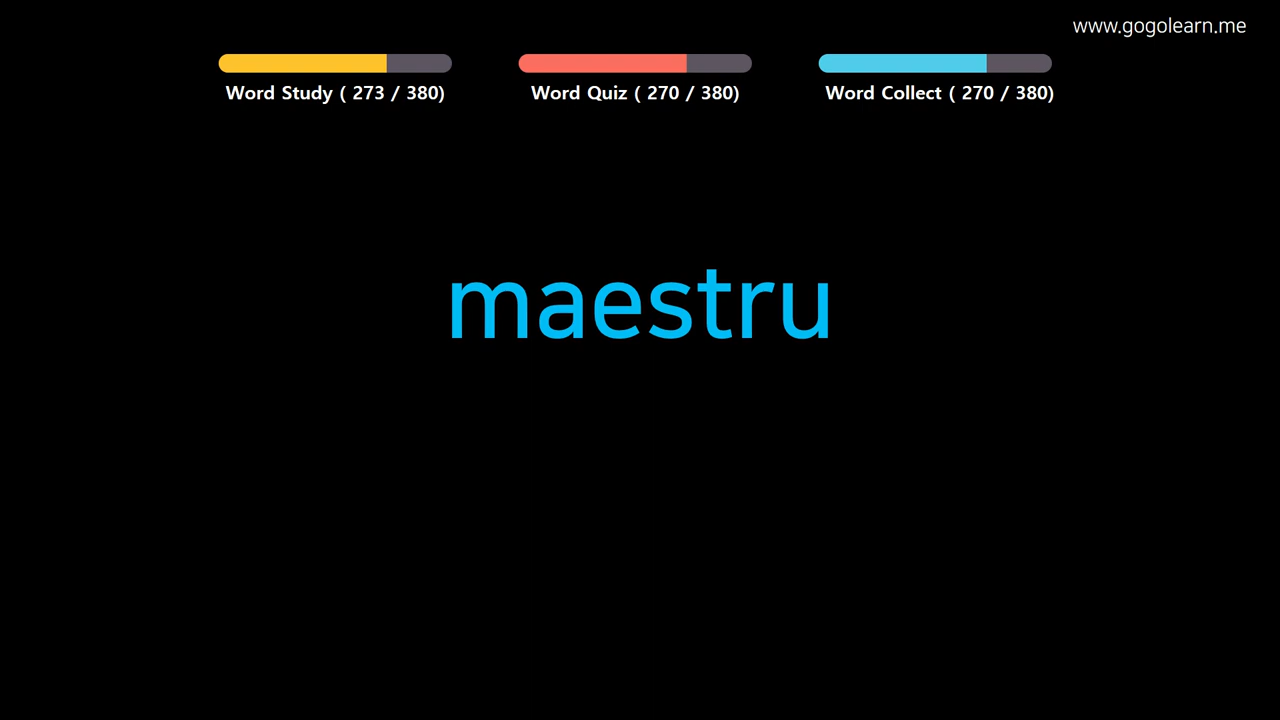 www.gogolearn.me
Word Study ( 273 / 380)
Word Quiz ( 270 / 380)
Word Collect ( 270 / 380)
maestru